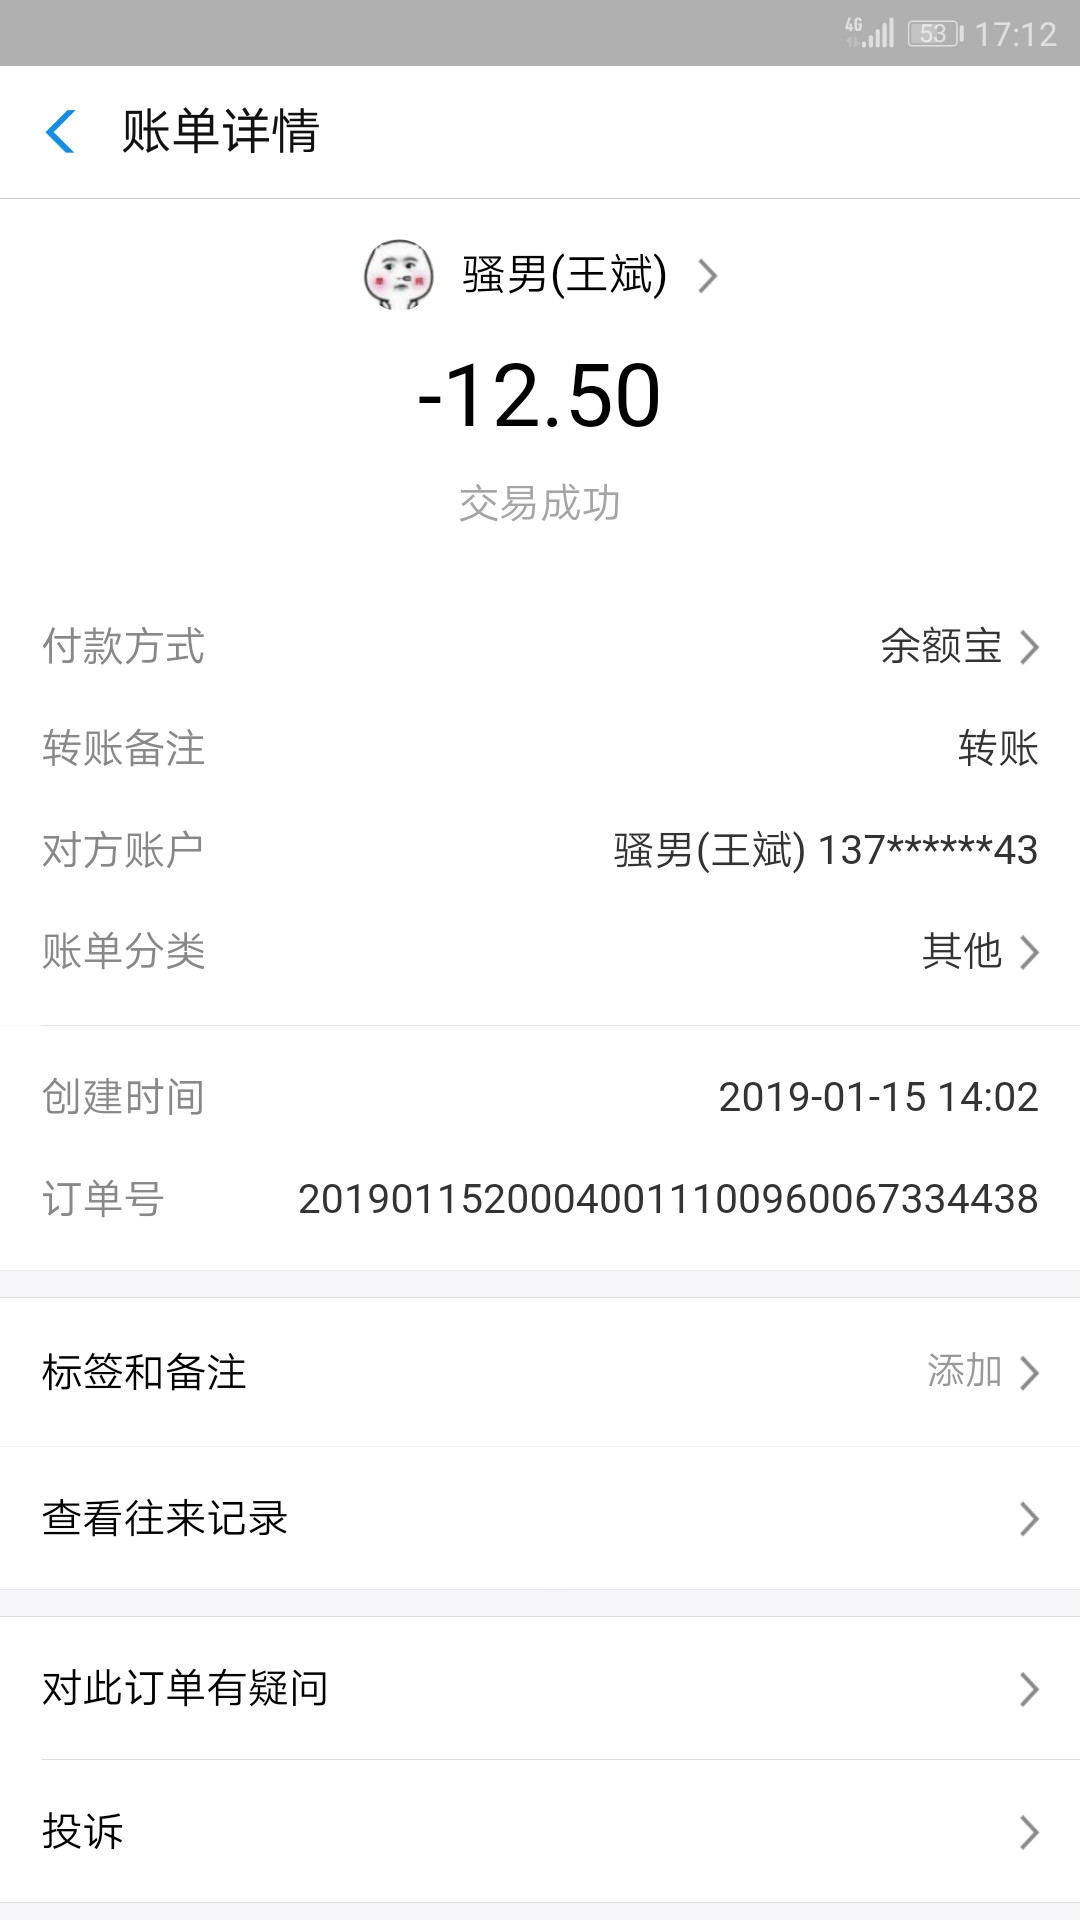 4G 53 17:12
账单详情
骚男(王斌)
-12.50
交易成功
付款方式 余额宝
转账备注 转账
对方账户 骚男(王斌) 137******43
账单分类 其他
创建时间 2019-01-15 14:02
订单号 20190115200040011100960067334438
标签和备注 添加
查看往来记录
对此订单有疑问
投诉